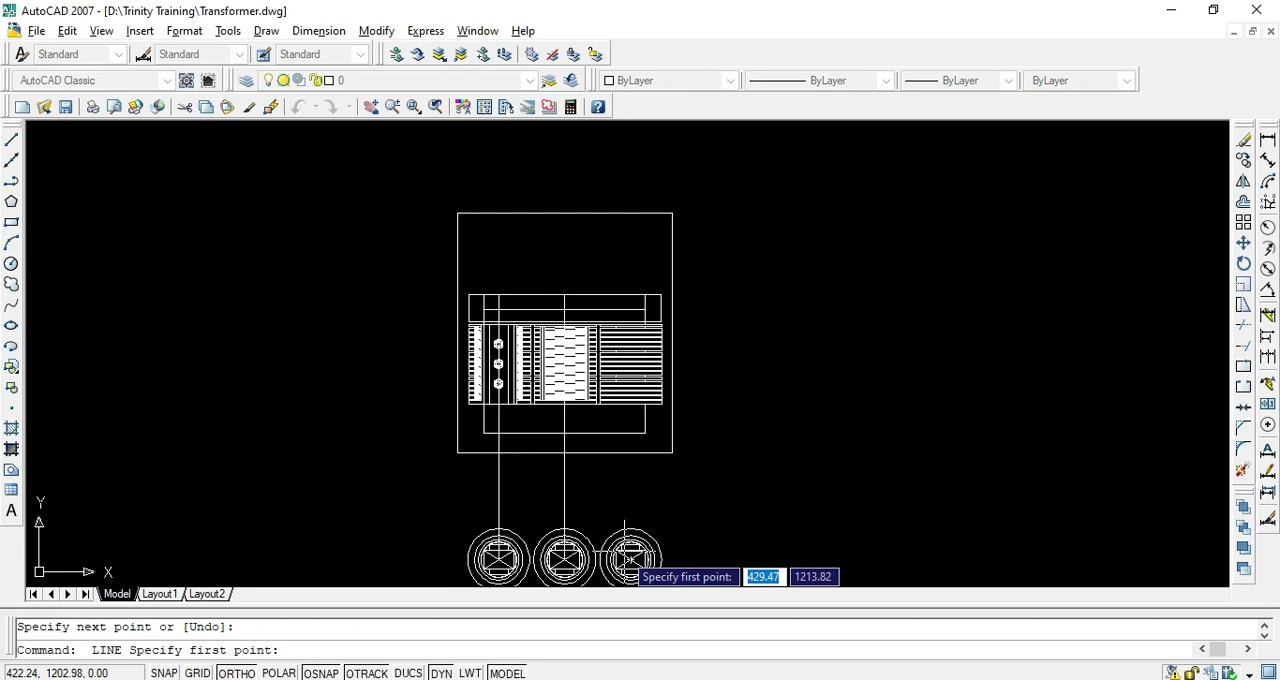 AutoCAD 2007 - [D:\Trinity Training\Transformer.dwg]
File Edit View Insert Format Tools Draw Dimension Modify Express Window Help
Standard Standard Standard
AutoCAD Classic 0 ByLayer ByLayer ByLayer ByLayer
Y
X
Specify first point: 429.47 1213.82
Model Layout1 Layout2
Specify next point or [Undo]:
Command:  LINE Specify first point:
422.24, 1202.98, 0.00 SNAP GRID ORTHO POLAR OSNAP OTRACK DUCS DYN LWT MODEL